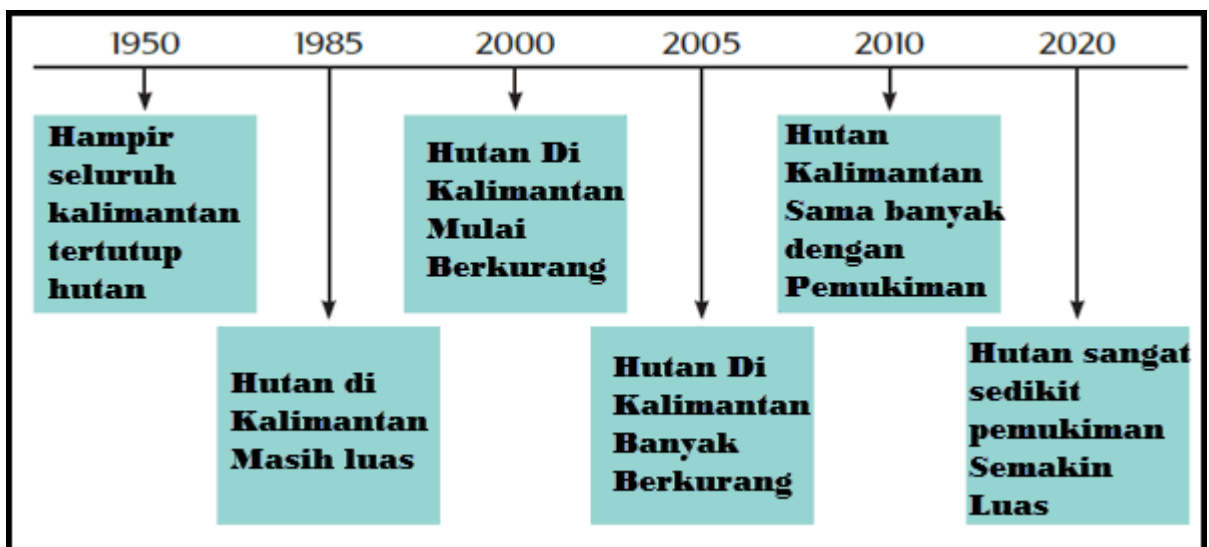 1950 1985 2000 2005 2010 2020
Hampir
seluruh
kalimantan
tertutup
hutan
Hutan di
Kalimantan
Masih luas
Hutan Di
Kalimantan
Mulai
Berkurang
Hutan Di
Kalimantan
Banyak
Berkurang
Hutan
Kalimantan
Sama banyak
dengan
Pemukiman
Hutan sangat
sedikit
pemukiman
Semakin
Luas